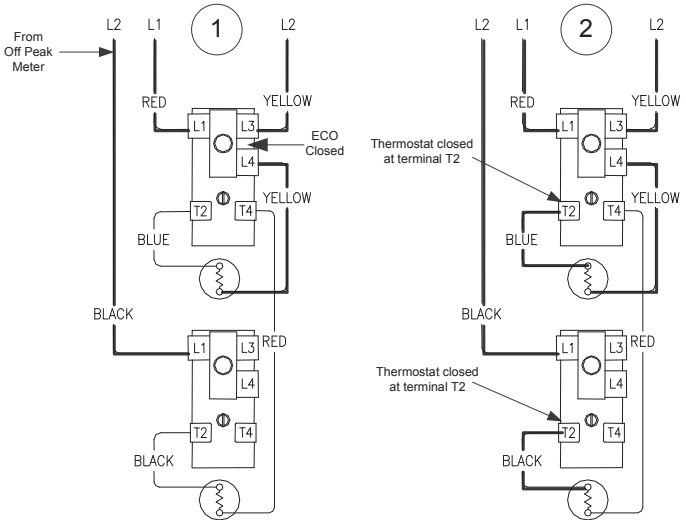 From
Off Peak
Meter
L2
L1
1
L2
RED
YELLOW
L1
L3
ECO
Closed
L4
YELLOW
T2
T4
BLUE
BLACK
RED
L1
L3
L4
T2
T4
BLACK
L2
L1
2
L2
RED
YELLOW
L1
L3
Thermostat closed
at terminal T2
L4
YELLOW
T2
T4
BLUE
BLACK
RED
L1
L3
Thermostat closed
at terminal T2
L4
T2
T4
BLACK